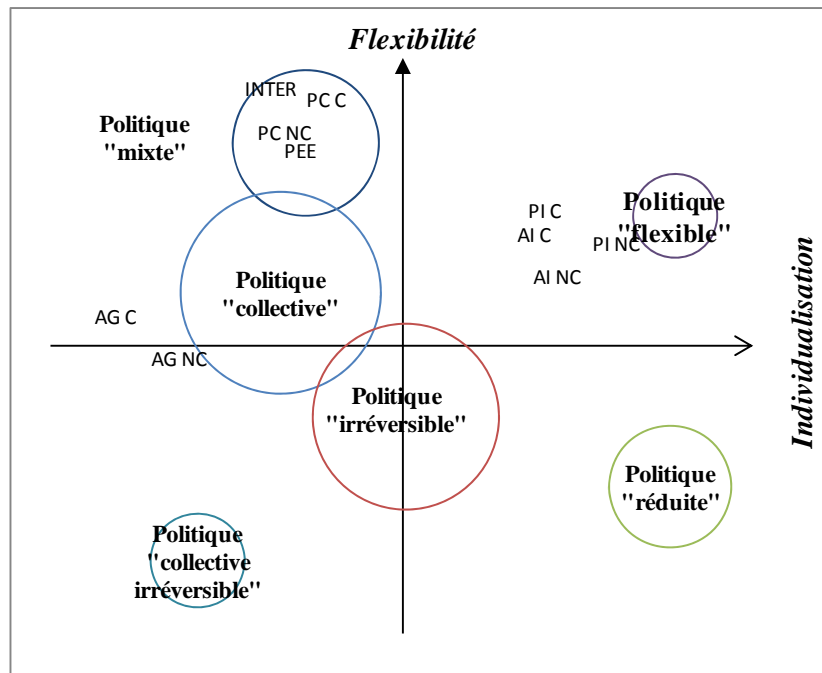 Flexibilité
INTER
PC C
Politique
"mixte"
PC NC
PEE
PI C
AI C
PI NC
AI NC
Politique
"flexible"
Politique
"collective"
AG C
AG NC
Individualisation
Politique
"irréversible"
Politique
"réduite"
Politique
"collective
irréversible"